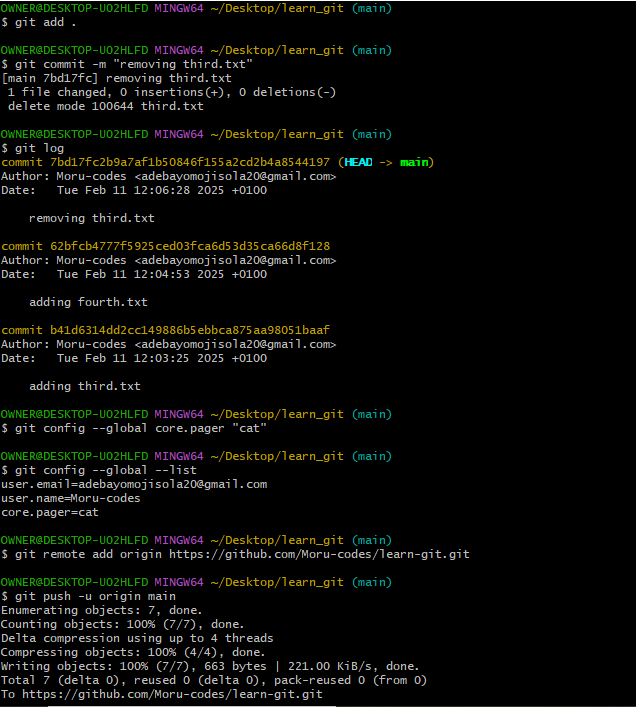 OWNER@DESKTOP-UO2HLFD MINGW64 ~/Desktop/learn_git (main)
$ git add .

OWNER@DESKTOP-UO2HLFD MINGW64 ~/Desktop/learn_git (main)
$ git commit -m "removing third.txt"
[main 7bd17fc] removing third.txt
 1 file changed, 0 insertions(+), 0 deletions(-)
 delete mode 100644 third.txt

OWNER@DESKTOP-UO2HLFD MINGW64 ~/Desktop/learn_git (main)
$ git log
commit 7bd17fc2b9a7af1b50846f155a2cd2b4a8544197 (HEAD -> main)
Author: Moru-codes <adebayomojisola20@gmail.com>
Date:   Tue Feb 11 12:06:28 2025 +0100

    removing third.txt

commit 62bfcb4777f5925ced03fca6d53d35ca66d8f128
Author: Moru-codes <adebayomojisola20@gmail.com>
Date:   Tue Feb 11 12:04:53 2025 +0100

    adding fourth.txt

commit b41d6314dd2cc149886b5ebbca875aa98051baaf
Author: Moru-codes <adebayomojisola20@gmail.com>
Date:   Tue Feb 11 12:03:25 2025 +0100

    adding third.txt

OWNER@DESKTOP-UO2HLFD MINGW64 ~/Desktop/learn_git (main)
$ git config --global core.pager "cat"

OWNER@DESKTOP-UO2HLFD MINGW64 ~/Desktop/learn_git (main)
$ git config --global --list
user.email=adebayomojisola20@gmail.com
user.name=Moru-codes
core.pager=cat

OWNER@DESKTOP-UO2HLFD MINGW64 ~/Desktop/learn_git (main)
$ git remote add origin https://github.com/Moru-codes/learn-git.git

OWNER@DESKTOP-UO2HLFD MINGW64 ~/Desktop/learn_git (main)
$ git push -u origin main
Enumerating objects: 7, done.
Counting objects: 100% (7/7), done.
Delta compression using up to 4 threads
Compressing objects: 100% (4/4), done.
Writing objects: 100% (7/7), 663 bytes | 221.00 KiB/s, done.
Total 7 (delta 0), reused 0 (delta 0), pack-reused 0 (from 0)
To https://github.com/Moru-codes/learn-git.git